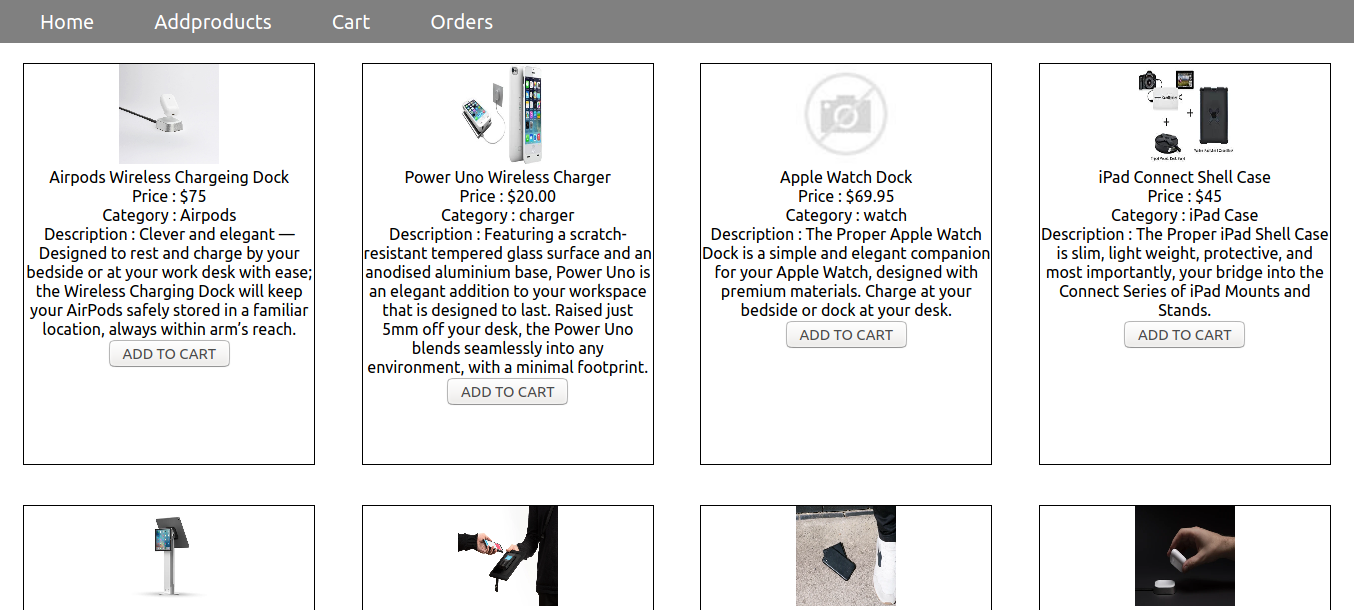 Home Addproducts Cart Orders
Airpods Wireless Chargeing Dock
Price : $75
Category : Airpods
Description : Clever and elegant —
Designed to rest and charge by your
bedside or at your work desk with ease;
the Wireless Charging Dock will keep
your AirPods safely stored in a familiar
location, always within arm’s reach.
ADD TO CART
Power Uno Wireless Charger
Price : $20.00
Category : charger
Description : Featuring a scratch-
resistant tempered glass surface and an
anodised aluminium base, Power Uno is
an elegant addition to your workspace
that is designed to last. Raised just
5mm off your desk, the Power Uno
blends seamlessly into any
environment, with a minimal footprint.
ADD TO CART
Apple Watch Dock
Price : $69.95
Category : watch
Description : The Proper Apple Watch
Dock is a simple and elegant companion
for your Apple Watch, designed with
premium materials. Charge at your
bedside or dock at your desk.
ADD TO CART
iPad Connect Shell Case
Price : $45
Category : iPad Case
Description : The Proper iPad Shell Case
is slim, light weight, protective, and
most importantly, your bridge into the
Connect Series of iPad Mounts and
Stands.
ADD TO CART